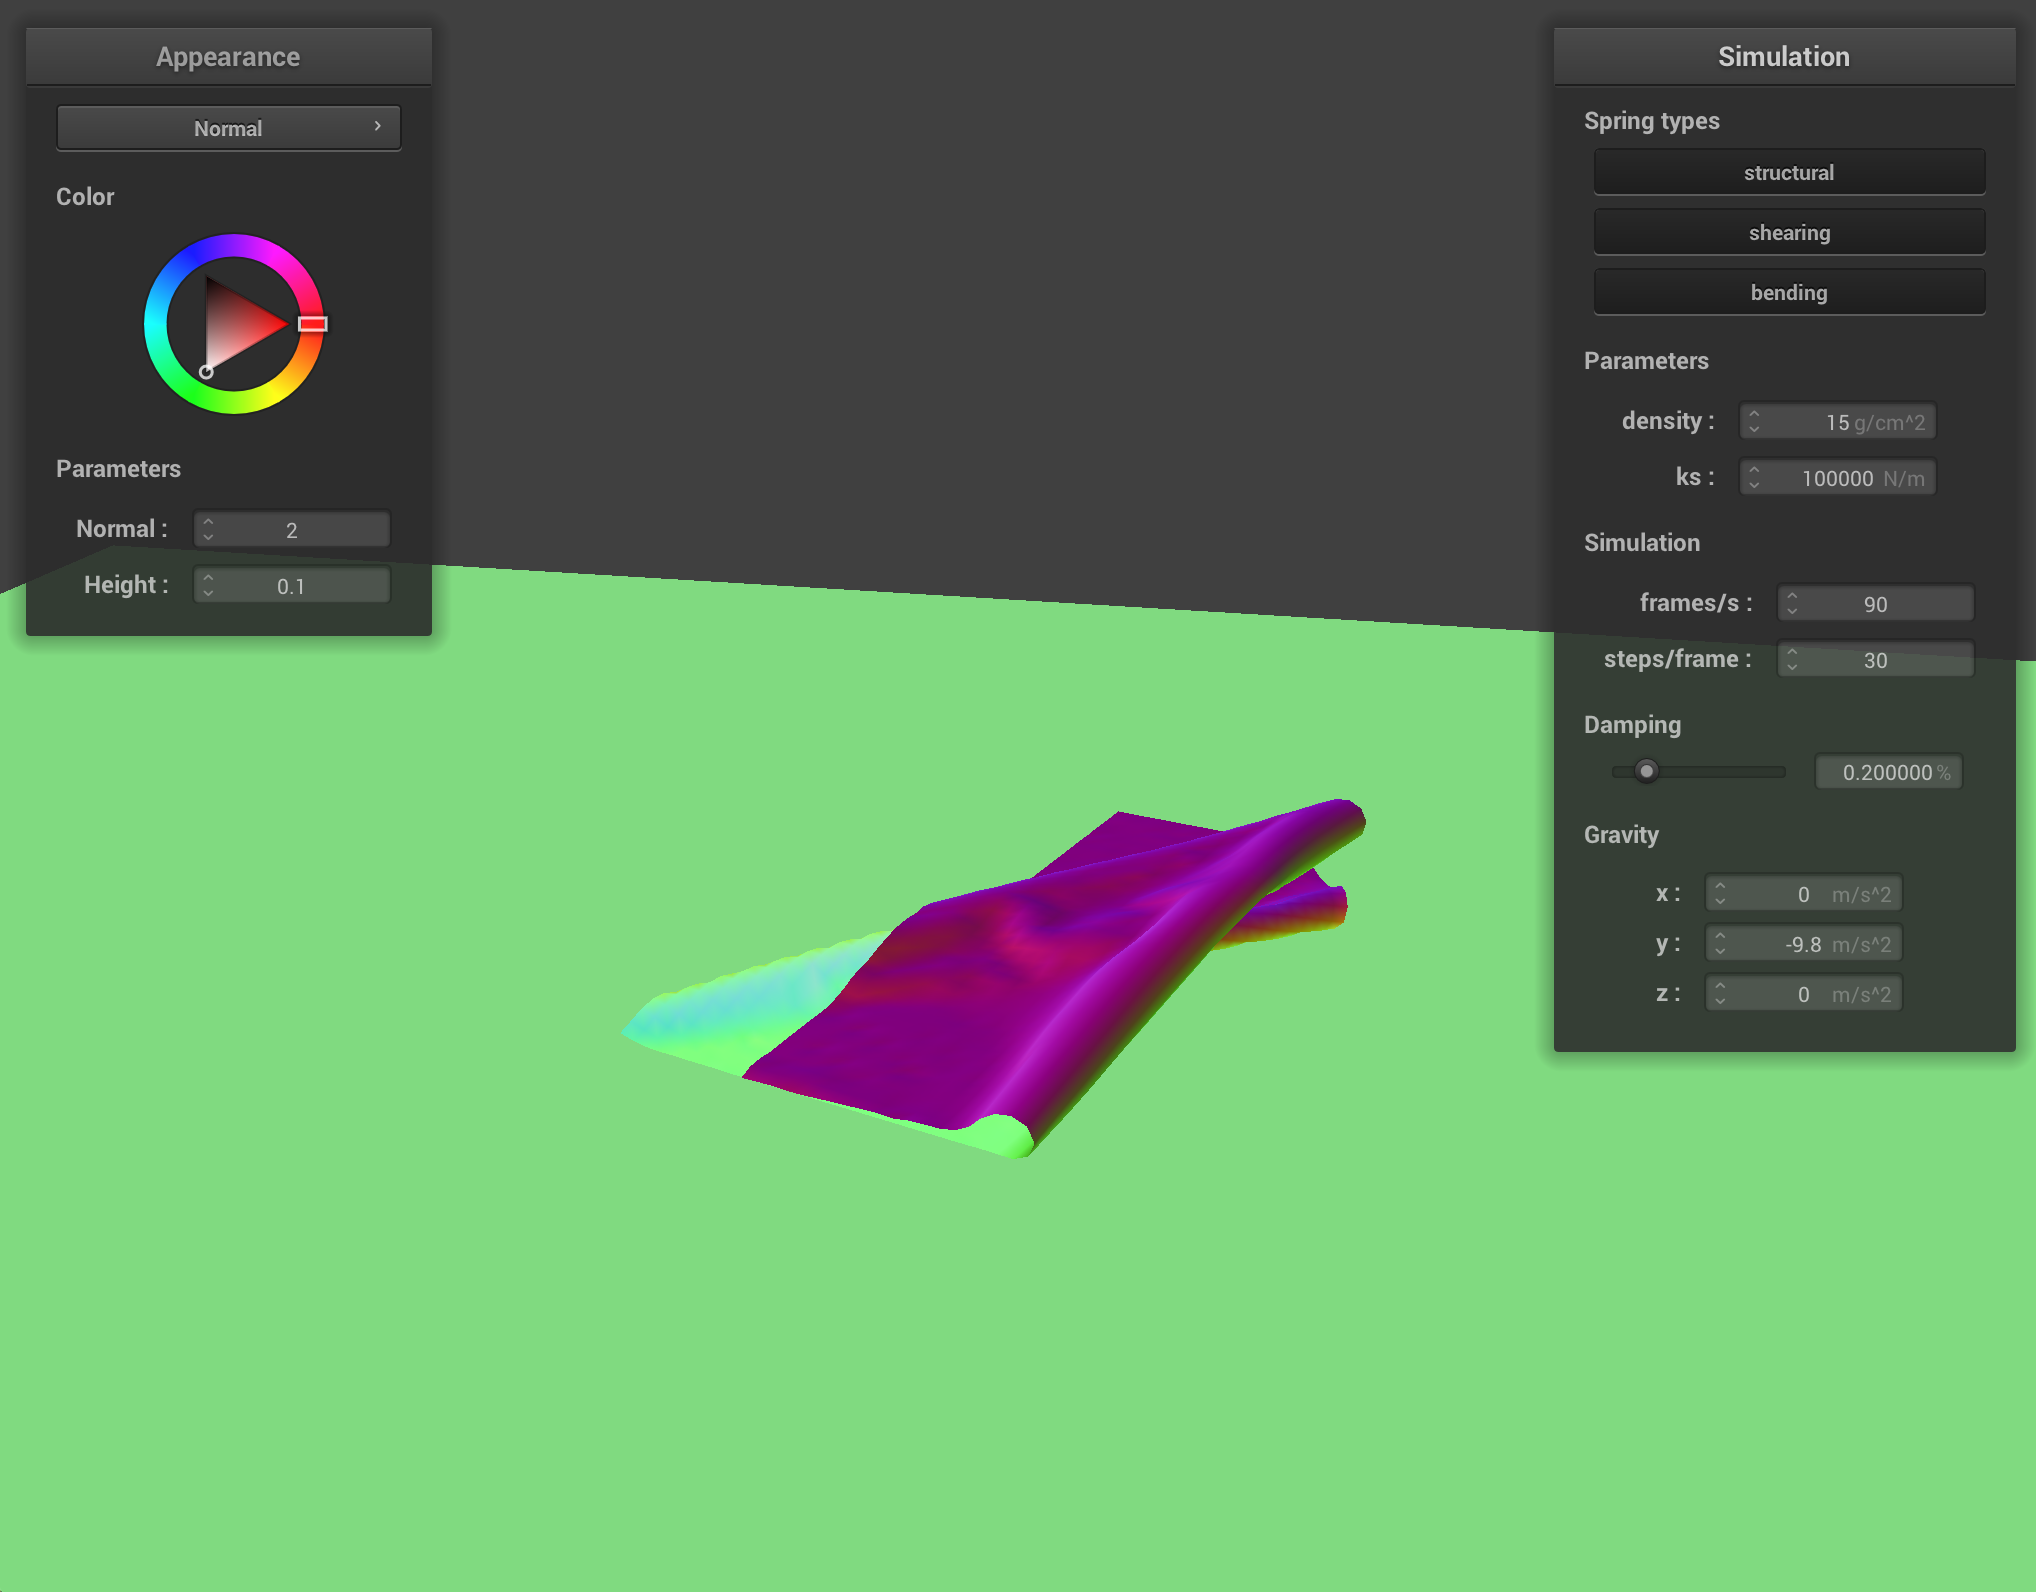 Appearance
Normal ›
Color
Parameters
Normal : 2
Height : 0.1
Simulation
Spring types
structural
shearing
bending
Parameters
density : 15 g/cm^2
ks : 100000 N/m
Simulation
frames/s : 90
steps/frame : 30
Damping
0.200000 %
Gravity
x : 0 m/s^2
y : -9.8 m/s^2
z : 0 m/s^2